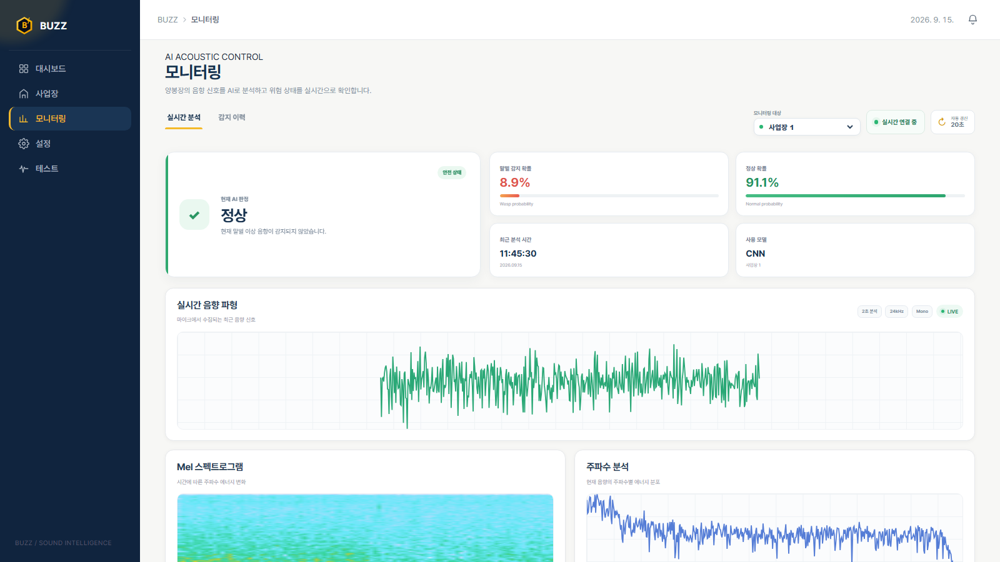 BUZZ
대시보드
사업장
모니터링
설정
테스트
BUZZ / SOUND INTELLIGENCE
BUZZ > 모니터링
2026. 9. 15.
AI ACOUSTIC CONTROL
모니터링
양봉장의 음향 신호를 AI로 분석하고 위험 상태를 실시간으로 확인합니다.
실시간 분석
감지 이력
모니터링 대상
사업장 1
실시간 연결 중
자동 갱신
20초
안전 상태
현재 AI 판정
정상
현재 말벌 이상 음향이 감지되지 않았습니다.
말벌 감지 확률
8.9%
Wasp probability
정상 확률
91.1%
Normal probability
최근 분석 시간
11:45:30
2026.09.15
사용 모델
CNN
사업장 1
실시간 음향 파형
마이크에서 수집되는 최근 음향 신호
2초 분석
24kHz
Mono
LIVE
Mel 스펙트로그램
시간에 따른 주파수 에너지 변화
주파수 분석
현재 음향의 주파수별 에너지 분포